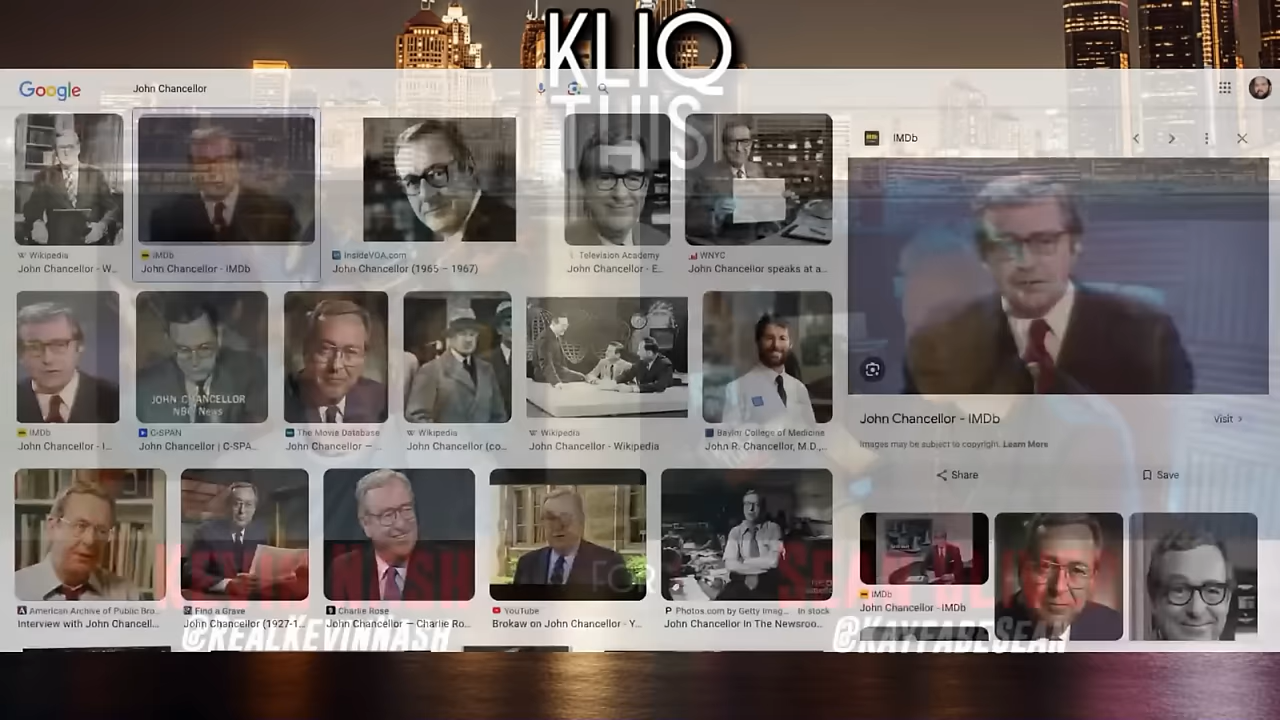 KLIQ
THIS
Google
John Chancellor
IMDb
Wikipedia
John Chancellor - W...
IMDb
John Chancellor - IMDb
InsideVOA.com
John Chancellor (1965 – 1967)
Television Academy
John Chancellor - E...
WNYC
John Chancellor speaks at a...
JOHN CHANCELLOR
NBC News
IMDb
John Chancellor - I...
C-SPAN
John Chancellor | C-SPA...
The Movie Database
John Chancellor — ...
Wikipedia
John Chancellor (co...
Wikipedia
John Chancellor - Wikipedia
Baylor College of Medicine
John R. Chancellor, M.D.,...
John Chancellor - IMDb
Visit
Images may be subject to copyright. Learn More
Share
Save
American Archive of Public Bro...
Interview with John Chancell...
Find a Grave
John Chancellor (1927-1...
Charlie Rose
John Chancellor — Charlie Ro...
YouTube
Brokaw on John Chancellor - Y...
Photos.com by Getty Imag...
In stock
John Chancellor In The Newsroo...
IMDb
John Chancellor - IMDb
KEVIN NASH
@REALKEVINNASH
FOR
SEAN OLIVER
@KAYFABESEAN